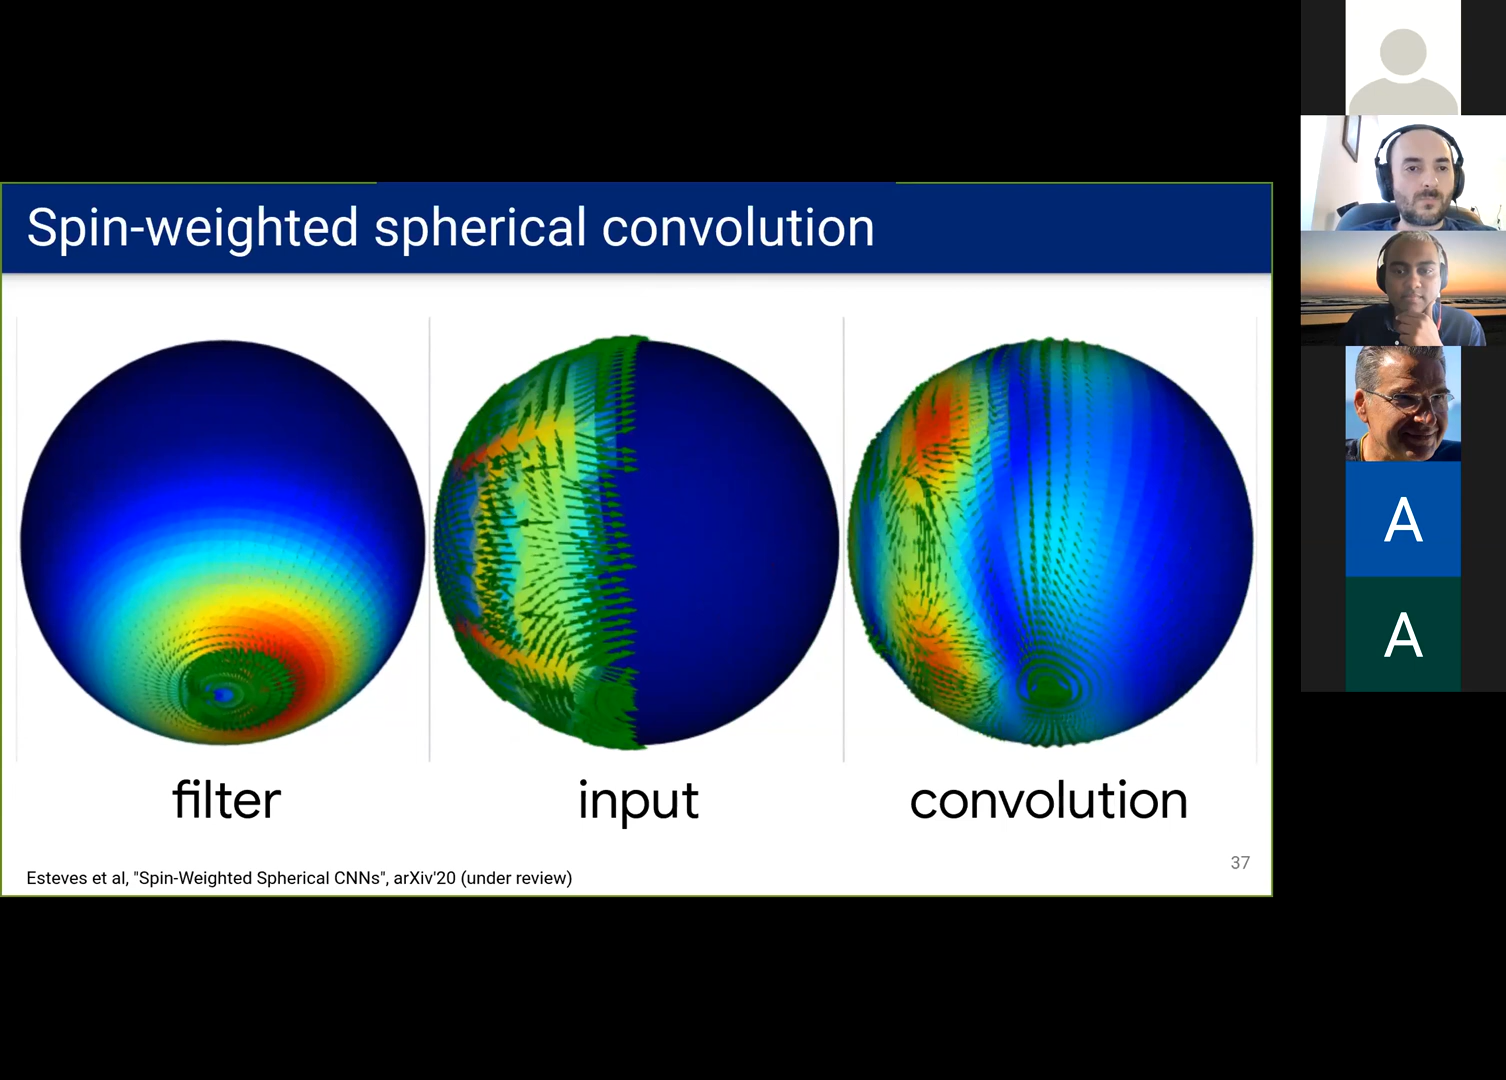 Spin-weighted spherical convolution
filter
input
convolution
37
Esteves et al, "Spin-Weighted Spherical CNNs", arXiv'20 (under review)
A
A